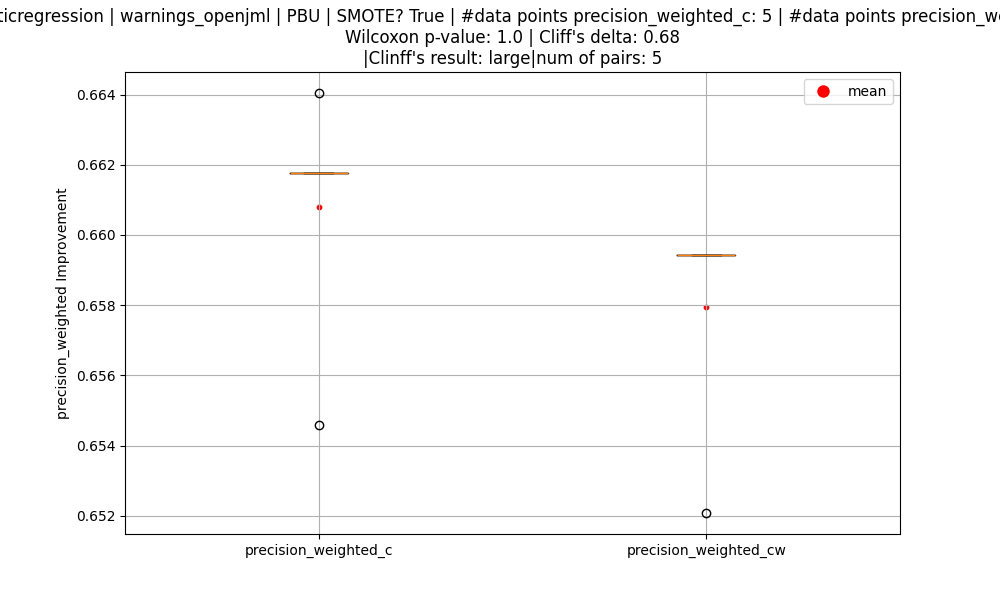 ticregression | warnings_openjml | PBU | SMOTE? True | #data points precision_weighted_c: 5 | #data points
Wilcoxon p-value: 1.0 | Cliff's delta: 0.68
|Clinff's result: large|num of pairs: 5
mean
0.664
0.662
0.660
0.658
0.656
0.654
0.652
precision_weighted Improvement
precision_weighted_c
precision_weighted_cw